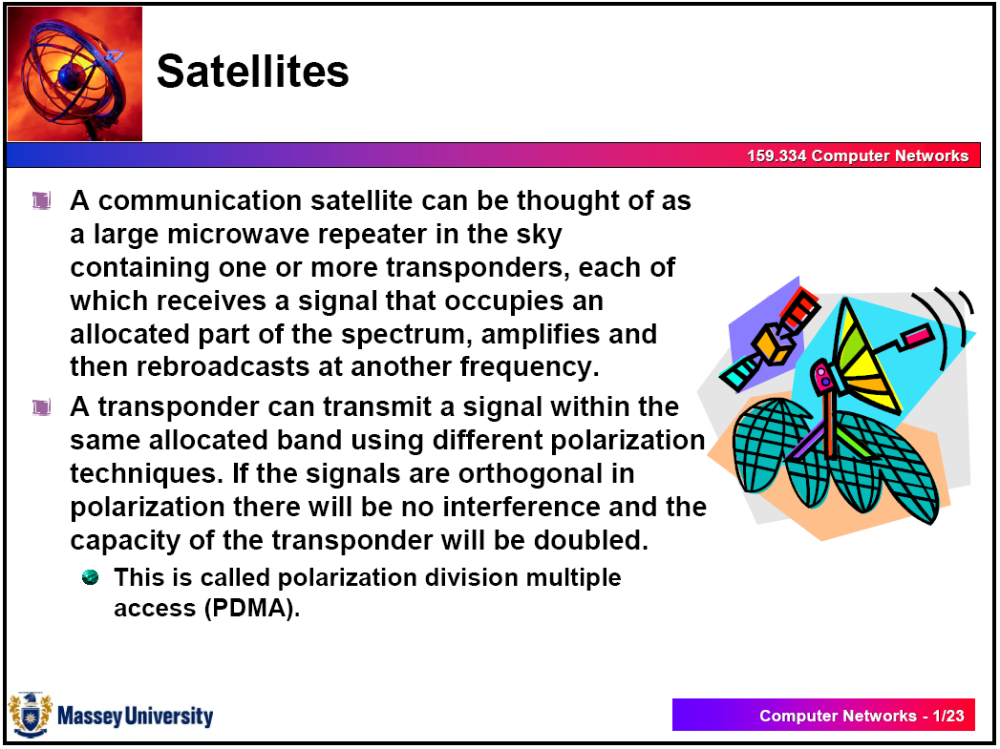 Satellites
159.334 Computer Networks
A communication satellite can be thought of as
a large microwave repeater in the sky
containing one or more transponders, each of
which receives a signal that occupies an
allocated part of the spectrum, amplifies and
then rebroadcasts at another frequency.
A transponder can transmit a signal within the
same allocated band using different polarization
techniques. If the signals are orthogonal in
polarization there will be no interference and the
capacity of the transponder will be doubled.
This is called polarization division multiple
access (PDMA).
Massey University
Computer Networks - 1/23